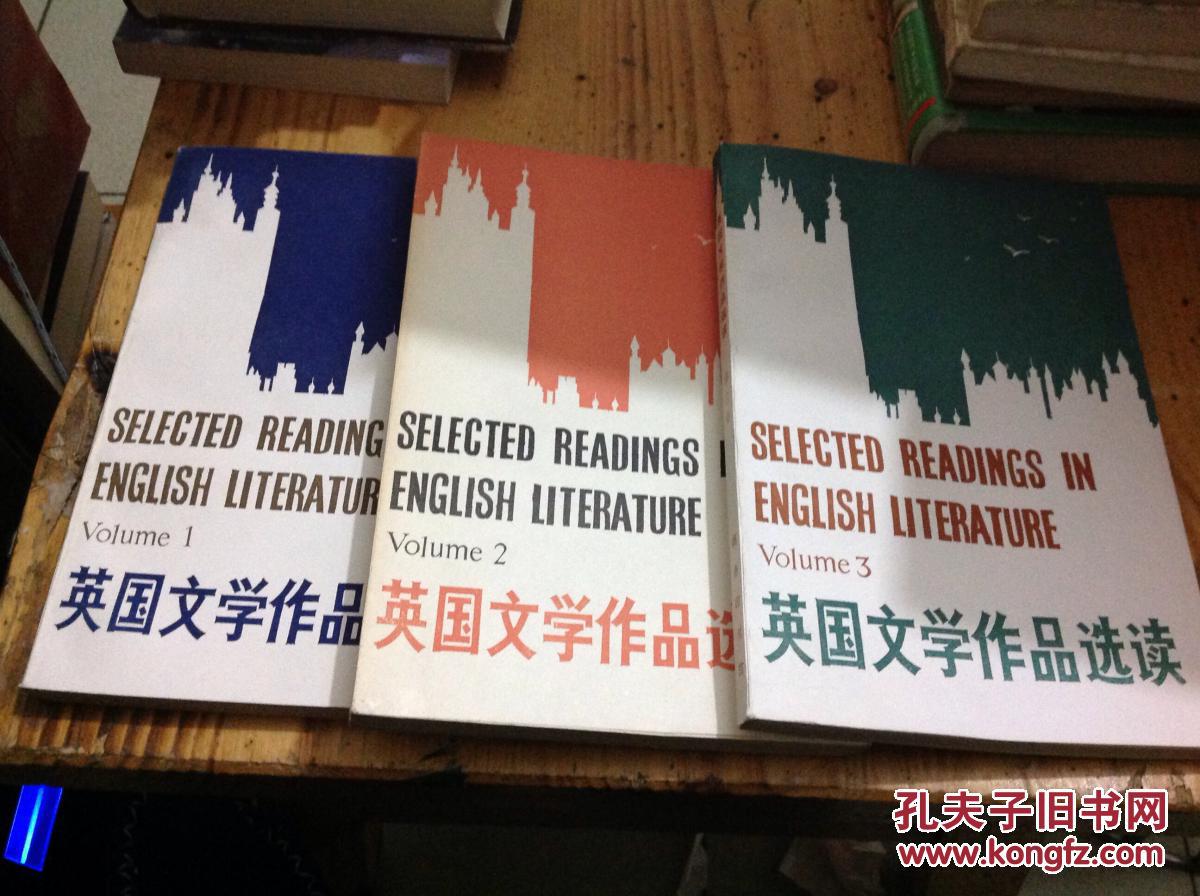 SELECTED READING
ENGLISH LITERATUR
Volume 1
英国文学作品
SELECTED READINGS
ENGLISH LITERATURE
Volume 2
英国文学作品选
SELECTED READINGS IN
ENGLISH LITERATURE
Volume 3
英国文学作品选读
孔夫子旧书网
www.kongfz.com